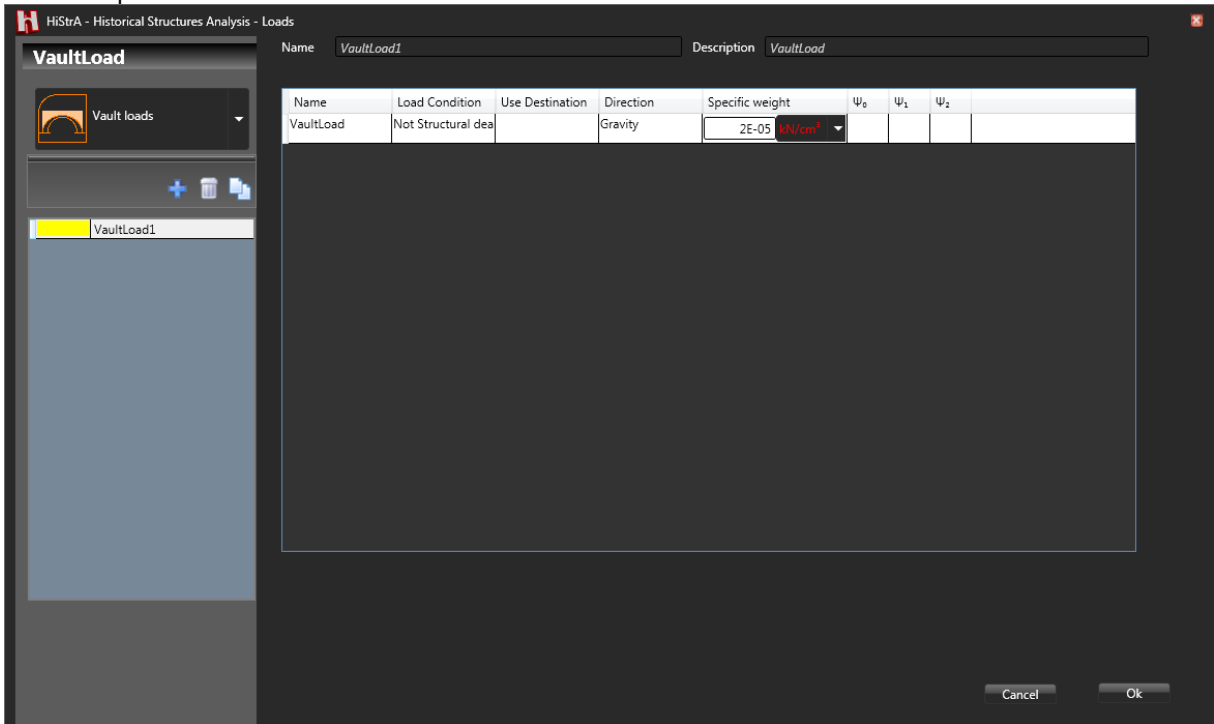 HiStrA - Historical Structures Analysis - Loads
VaultLoad
Name VaultLoad1 Description VaultLoad
Vault loads
Name Load Condition Use Destination Direction Specific weight Ψ₀ Ψ₁ Ψ₂
VaultLoad Not Structural dea Gravity 2E-05 kN/cm³
VaultLoad1
Cancel Ok